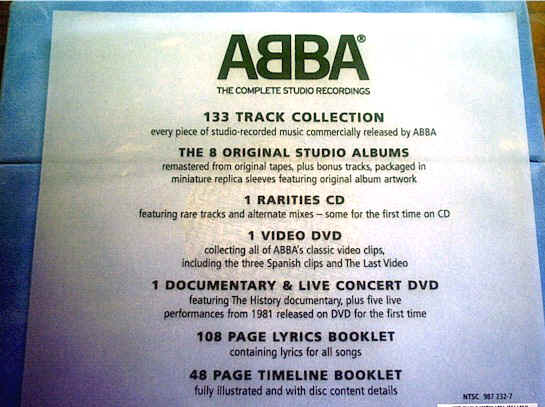 ABBA®
THE COMPLETE STUDIO RECORDINGS
133 TRACK COLLECTION
every piece of studio-recorded music commercially released by ABBA
THE 8 ORIGINAL STUDIO ALBUMS
remastered from original tapes, plus bonus tracks, packaged in
miniature replica sleeves featuring original album artwork
1 RARITIES CD
featuring rare tracks and alternate mixes – some for the first time on CD
1 VIDEO DVD
collecting all of ABBA's classic video clips,
including the three Spanish clips and The Last Video
1 DOCUMENTARY & LIVE CONCERT DVD
featuring The History documentary, plus five live
performances from 1981 released on DVD for the first time
108 PAGE LYRICS BOOKLET
containing lyrics for all songs
48 PAGE TIMELINE BOOKLET
fully illustrated and with disc content details
NTSC 987 232-7